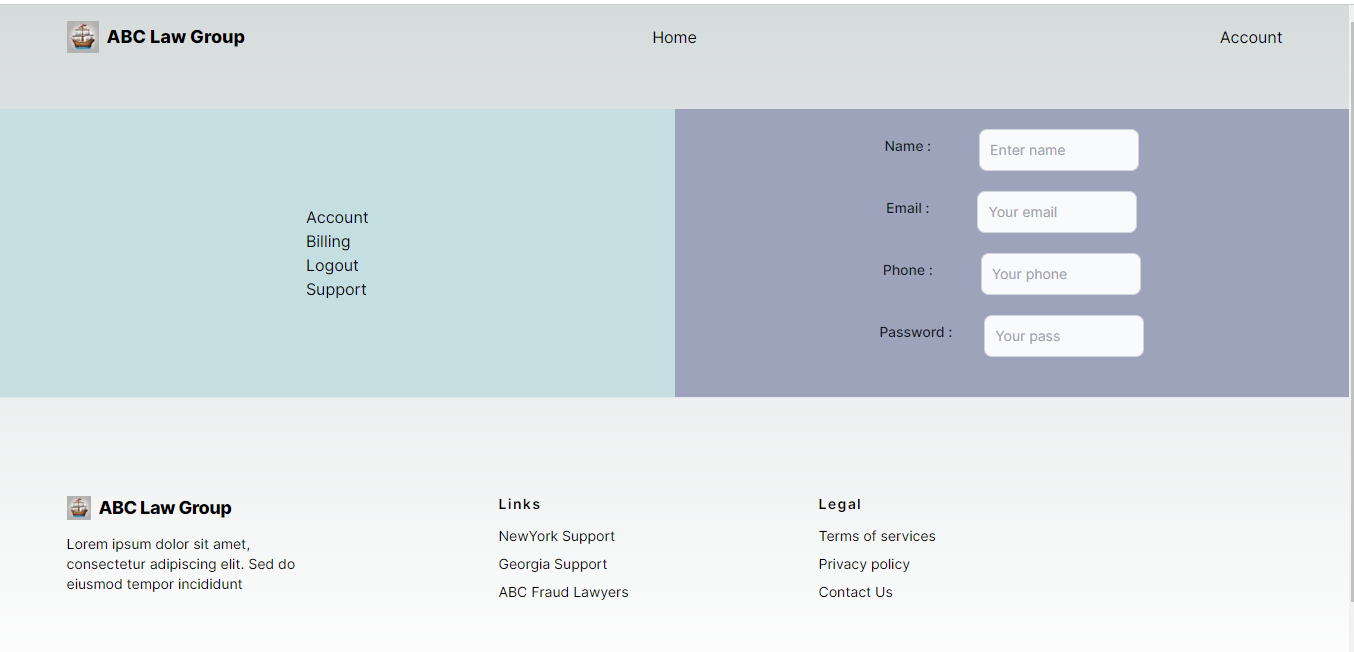 ABC Law Group
Home
Account
Account
Billing
Logout
Support
Name :
Enter name
Email :
Your email
Phone :
Your phone
Password :
Your pass
ABC Law Group
Lorem ipsum dolor sit amet,
consectetur adipiscing elit. Sed do
eiusmod tempor incididunt
Links
NewYork Support
Georgia Support
ABC Fraud Lawyers
Legal
Terms of services
Privacy policy
Contact Us